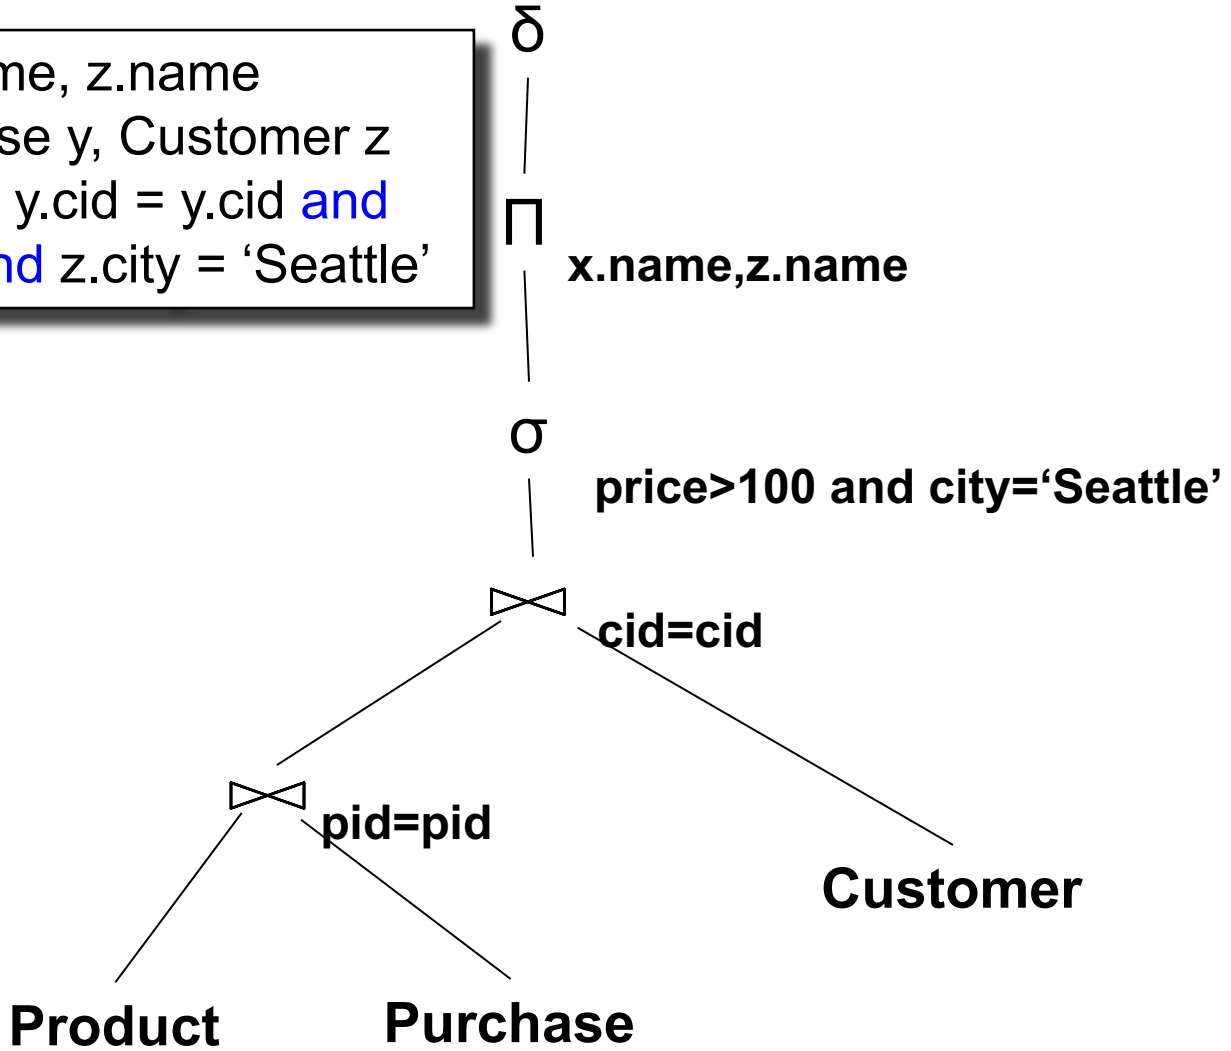 me, z.name
se y, Customer z
y.cid = y.cid and
nd z.city = ‘Seattle’
δ
Π
x.name,z.name
σ
price>100 and city=‘Seattle’
cid=cid
pid=pid
Customer
Product
Purchase